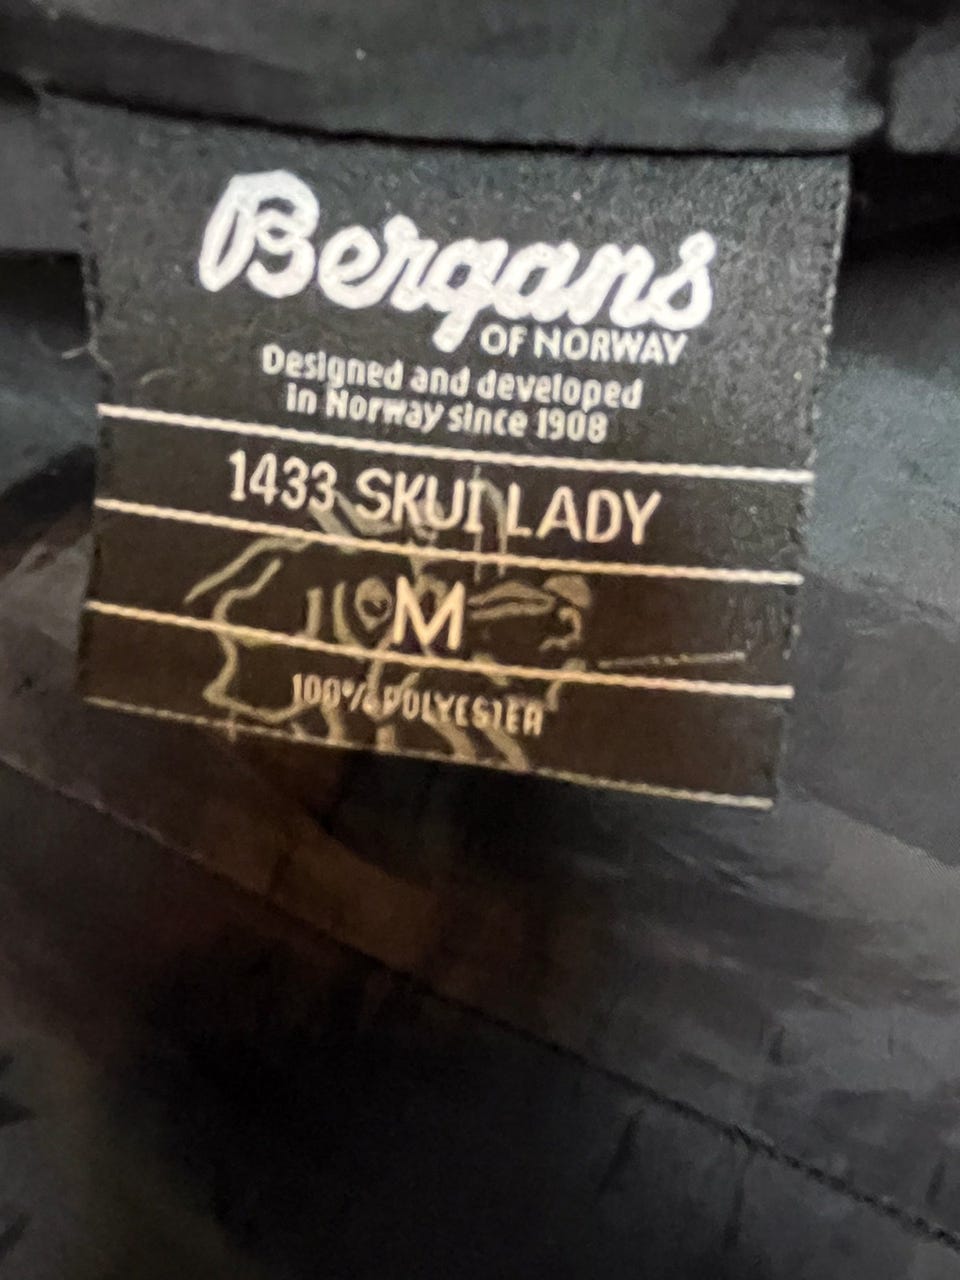 Bergans
OF NORWAY
Designed and developed
in Norway since 1908
1433 SKUI LADY
M
100% POLYESTER